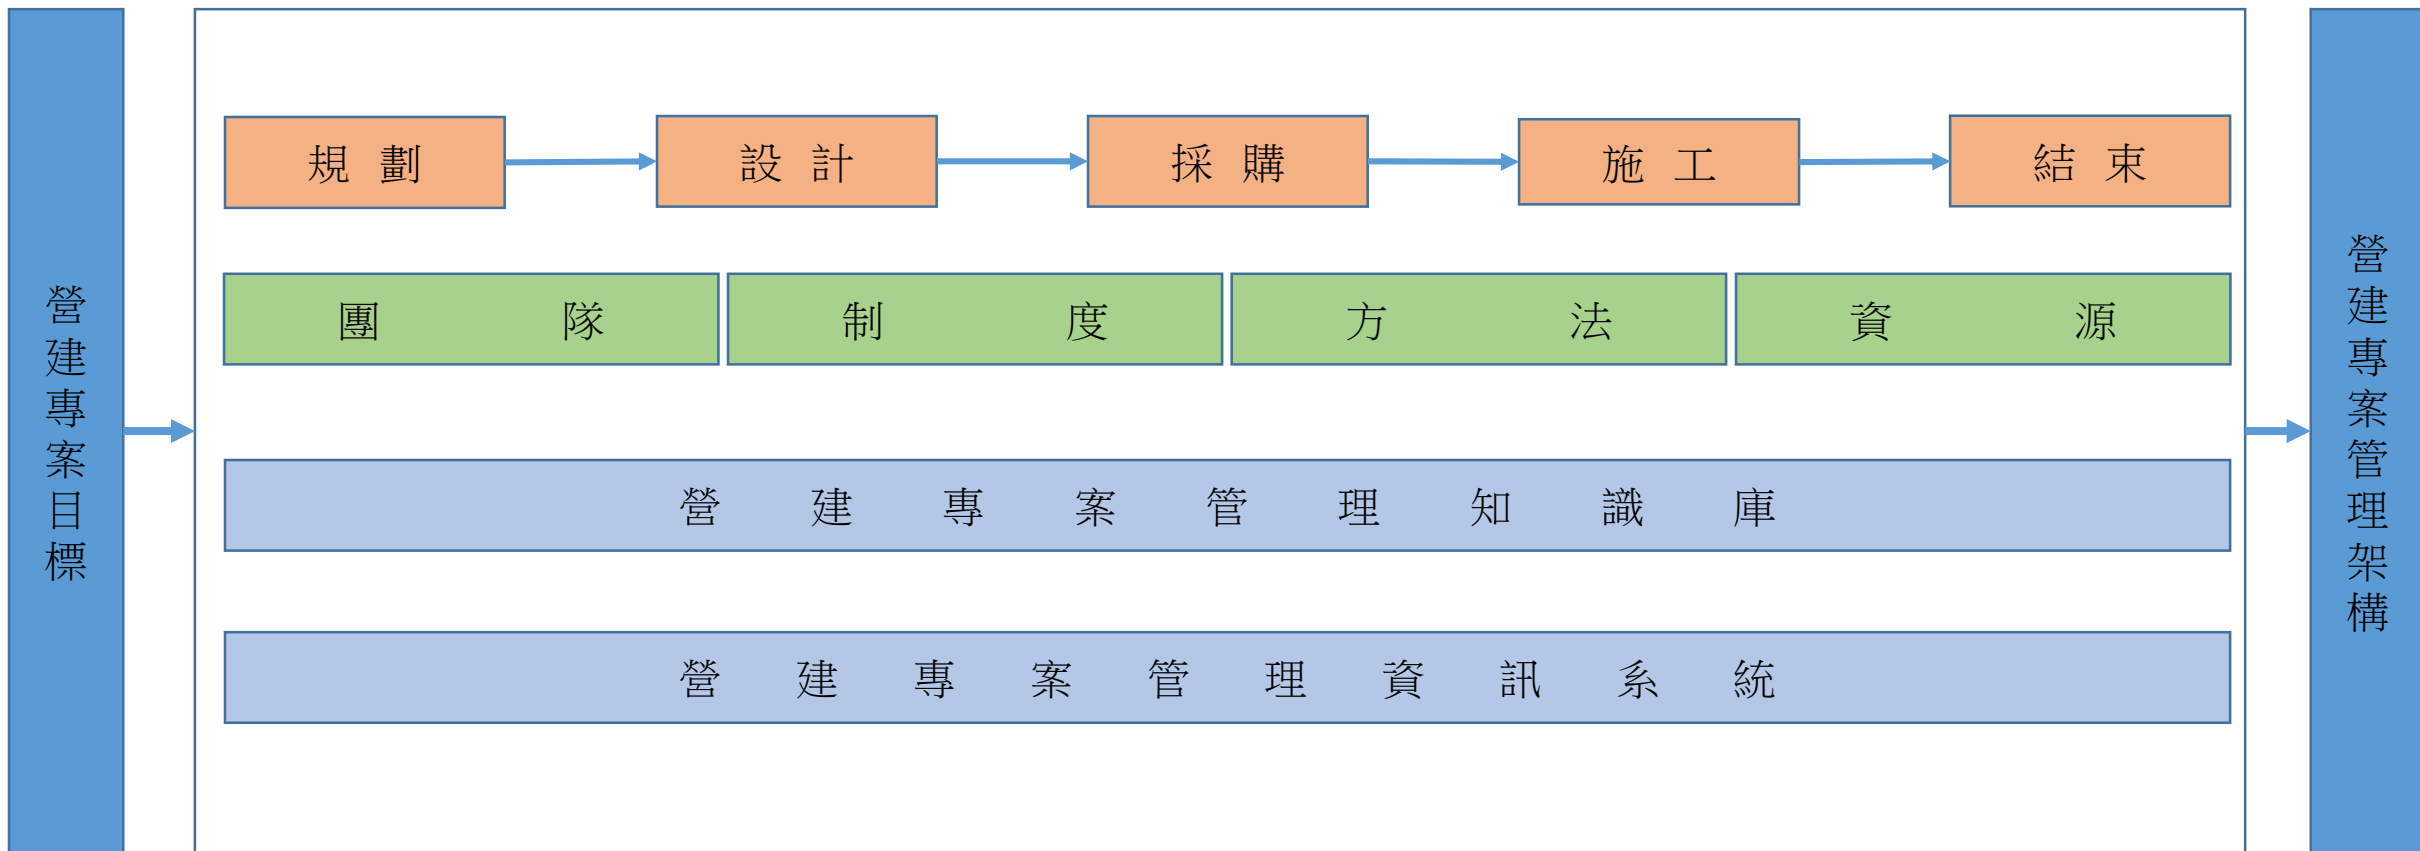 營建專案目標
規劃
設計
採購
施工
結束
團隊
制度
方法
資源
營建專案管理知識庫
營建專案管理資訊系統
營建專案管理架構